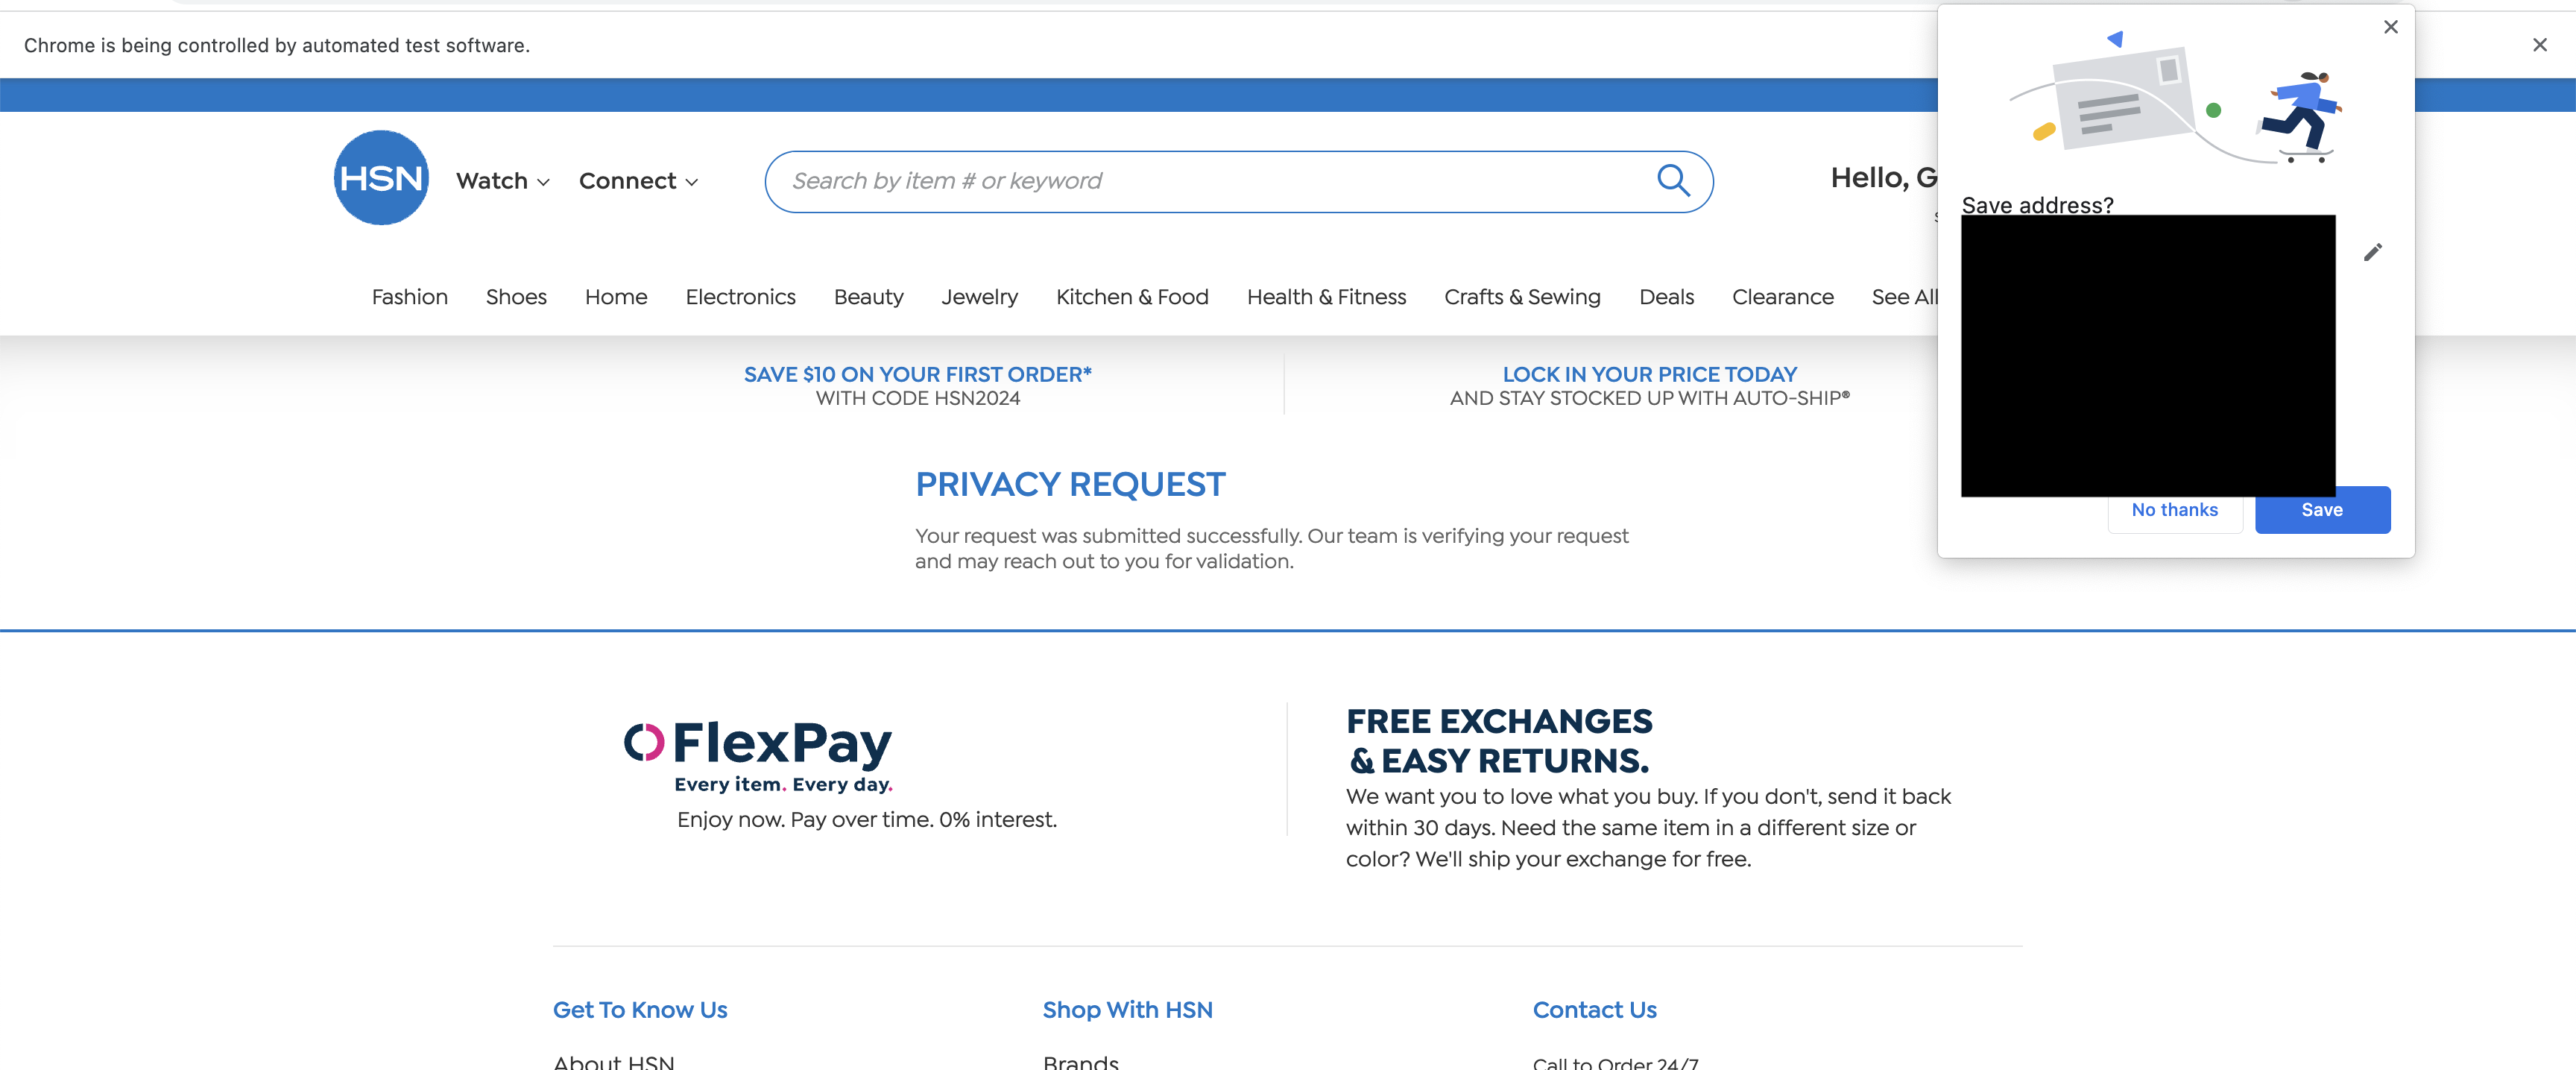 Chrome is being controlled by automated test software.
HSN
Watch
Connect
Search by item # or keyword
Hello, G
Fashion
Shoes
Home
Electronics
Beauty
Jewelry
Kitchen & Food
Health & Fitness
Crafts & Sewing
Deals
Clearance
See All
Save address?
No thanks
Save
SAVE $10 ON YOUR FIRST ORDER*
WITH CODE HSN2024
LOCK IN YOUR PRICE TODAY
AND STAY STOCKED UP WITH AUTO-SHIP®
PRIVACY REQUEST
Your request was submitted successfully. Our team is verifying your request
and may reach out to you for validation.
FlexPay
Every item. Every day.
Enjoy now. Pay over time. 0% interest.
FREE EXCHANGES
& EASY RETURNS.
We want you to love what you buy. If you don't, send it back
within 30 days. Need the same item in a different size or
color? We'll ship your exchange for free.
Get To Know Us
About HSN
Shop With HSN
Brands
Contact Us
Call to Order 24/7